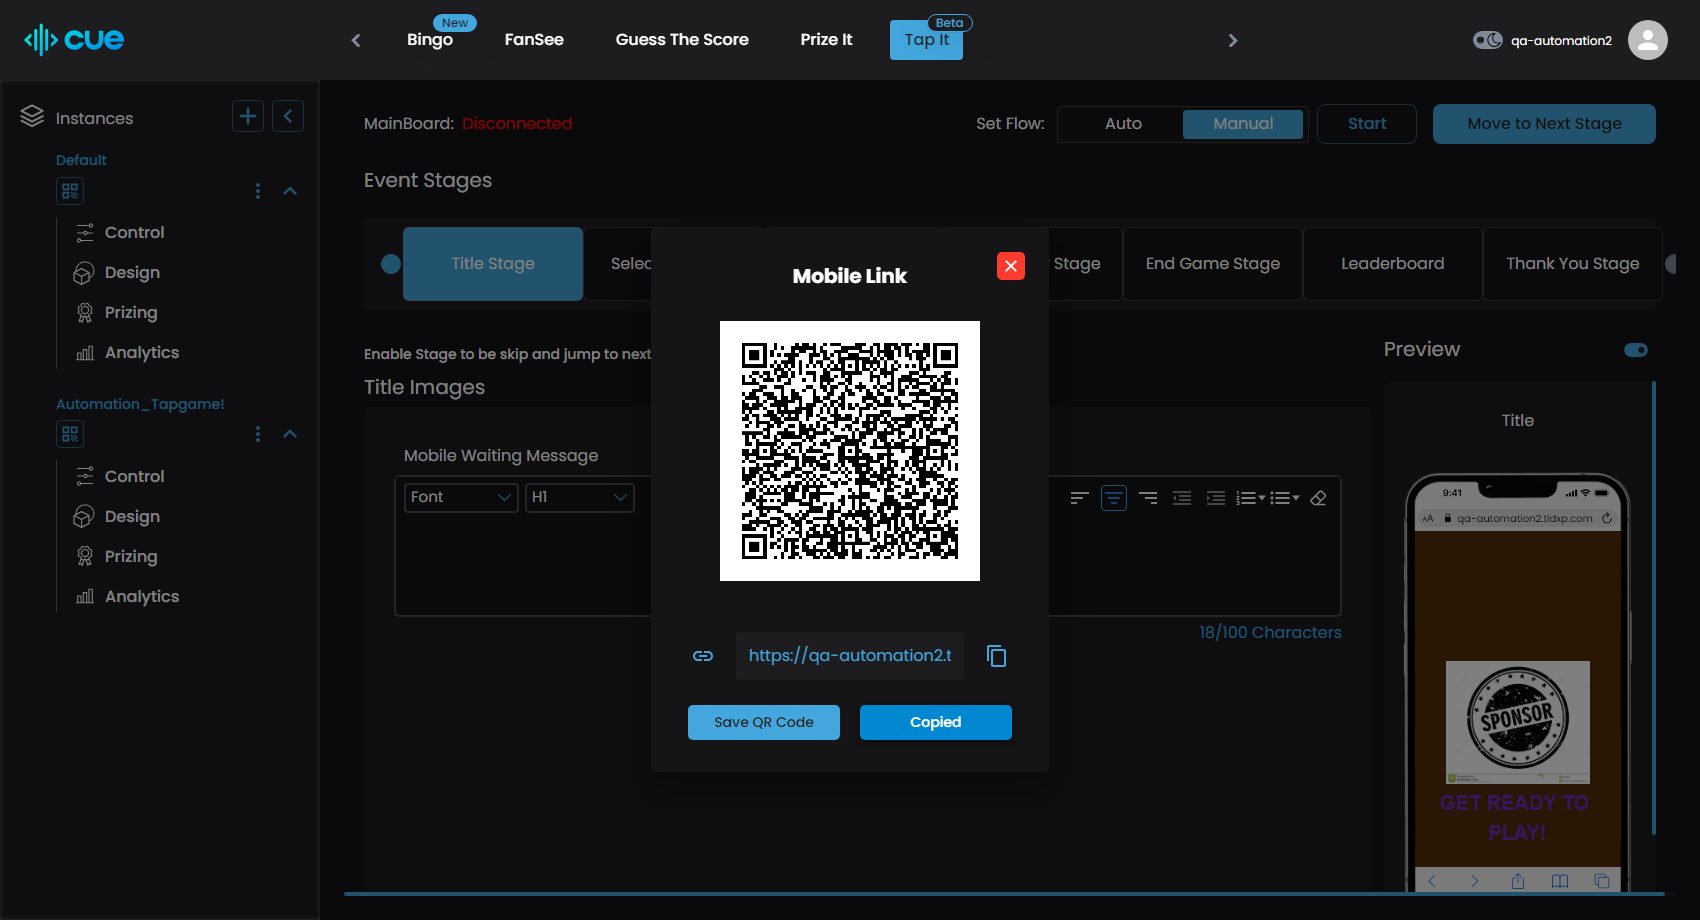 cue
New
Bingo
FanSee
Guess The Score
Prize It
Beta
Tap It
qa-automation2
Instances
Default
Control
Design
Prizing
Analytics
Automation_Tapgame!
Control
Design
Prizing
Analytics
MainBoard: Disconnected
Set Flow:
Auto
Manual
Start
Move to Next Stage
Event Stages
Title Stage
Selec
Stage
End Game Stage
Leaderboard
Thank You Stage
Enable Stage to be skip and jump to next
Title Images
Mobile Waiting Message
Font
H1
18/100 Characters
Mobile Link
https://qa-automation2.t
Save QR Code
Copied
Preview
Title
9:41
AA
qa-automation2.tldxp.com
SPONSOR
GET READY TO
PLAY!